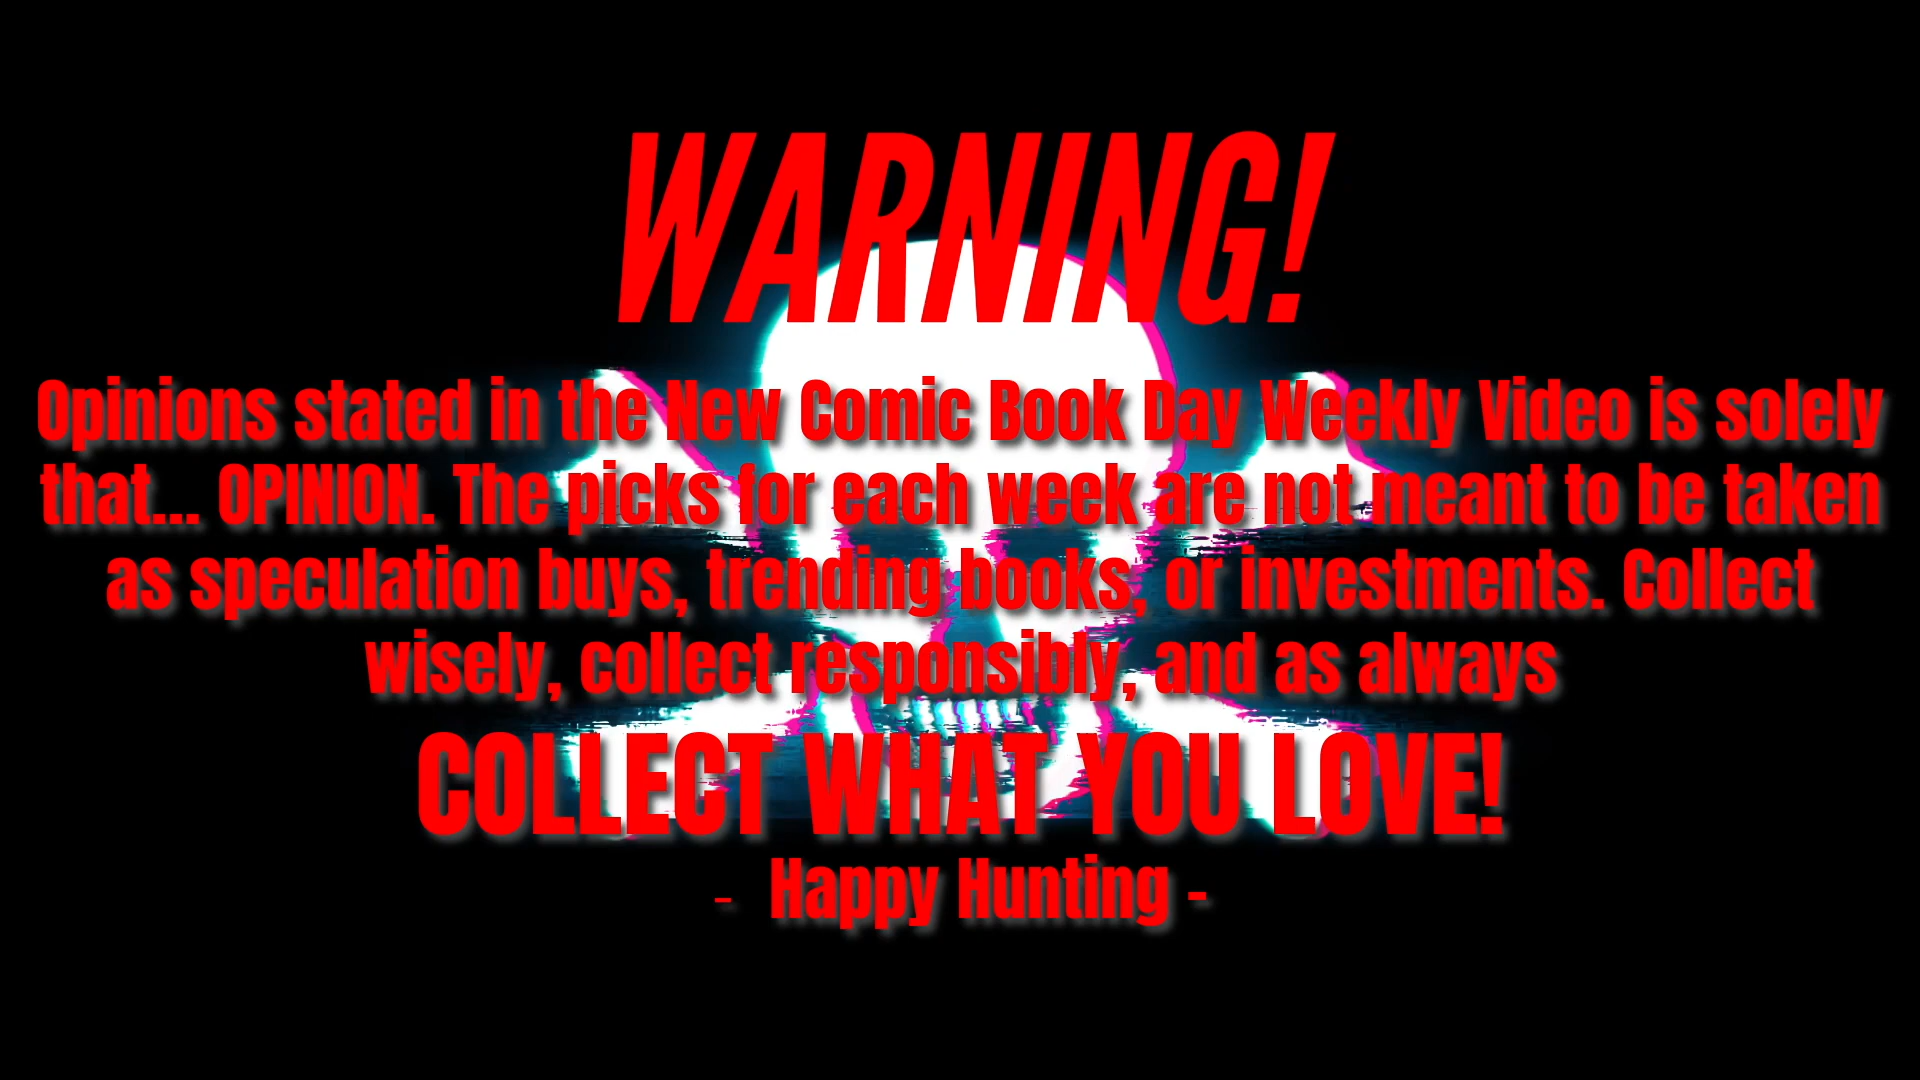 WARNING!
Opinions stated in the New Comic Book Day Weekly Video is solely
that... OPINION. The picks for each week are not meant to be taken
as speculation buys, trending books, or investments. Collect
wisely, collect responsibly, and as always
COLLECT WHAT YOU LOVE!
- Happy Hunting -